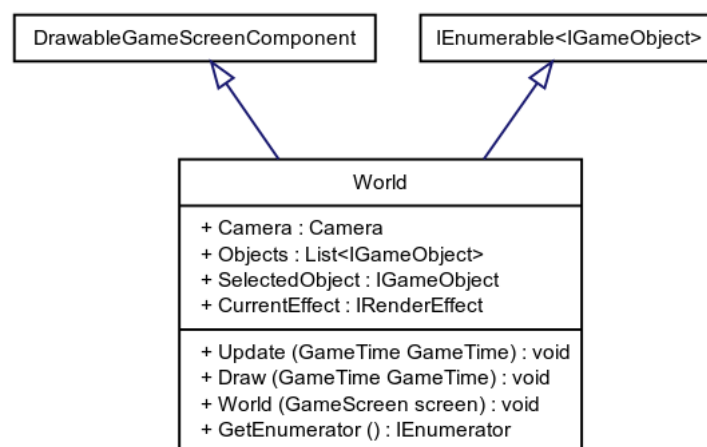 DrawableGameScreenComponent
IEnumerable<IGameObject>
World
+ Camera : Camera
+ Objects : List<IGameObject>
+ SelectedObject : IGameObject
+ CurrentEffect : IRenderEffect
+ Update (GameTime GameTime) : void
+ Draw (GameTime GameTime) : void
+ World (GameScreen screen) : void
+ GetEnumerator () : IEnumerator